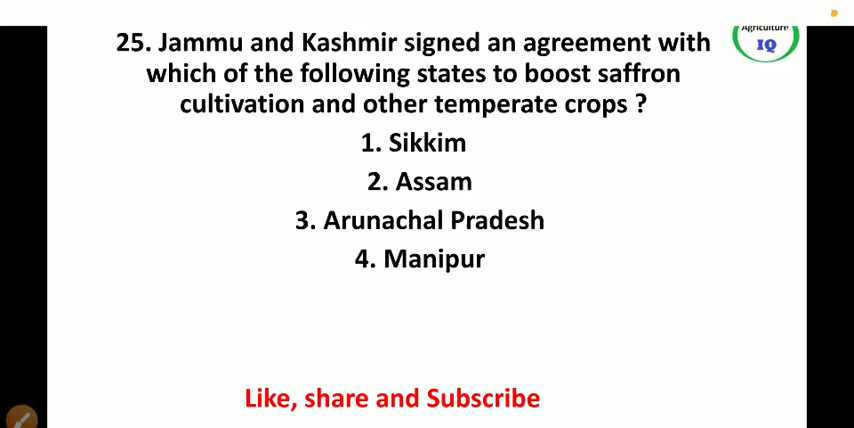 Agriculture
IQ
25. Jammu and Kashmir signed an agreement with
which of the following states to boost saffron
cultivation and other temperate crops ?
1. Sikkim
2. Assam
3. Arunachal Pradesh
4. Manipur
Like, share and Subscribe